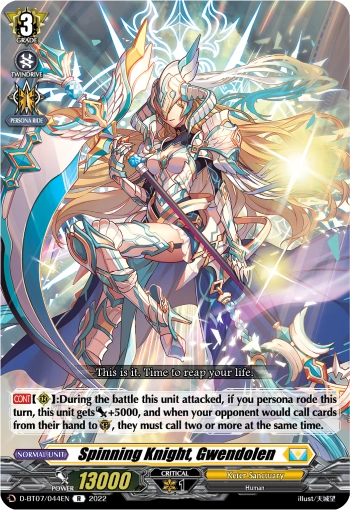 3
GRADE
TWINDRIVE
PERSONA RIDE
This is it. Time to reap your life.
CONT【 】:During the battle this unit attacked, if you persona rode this
turn, this unit gets +5000, and when your opponent would call cards
from their hand to , they must call two or more at the same time.
NORMAL UNIT
Spinning Knight, Gwendolen
POWER 13000
CRITICAL
1
Keter Sanctuary
Human
D-BT07/044EN R 2022
illust/天城望